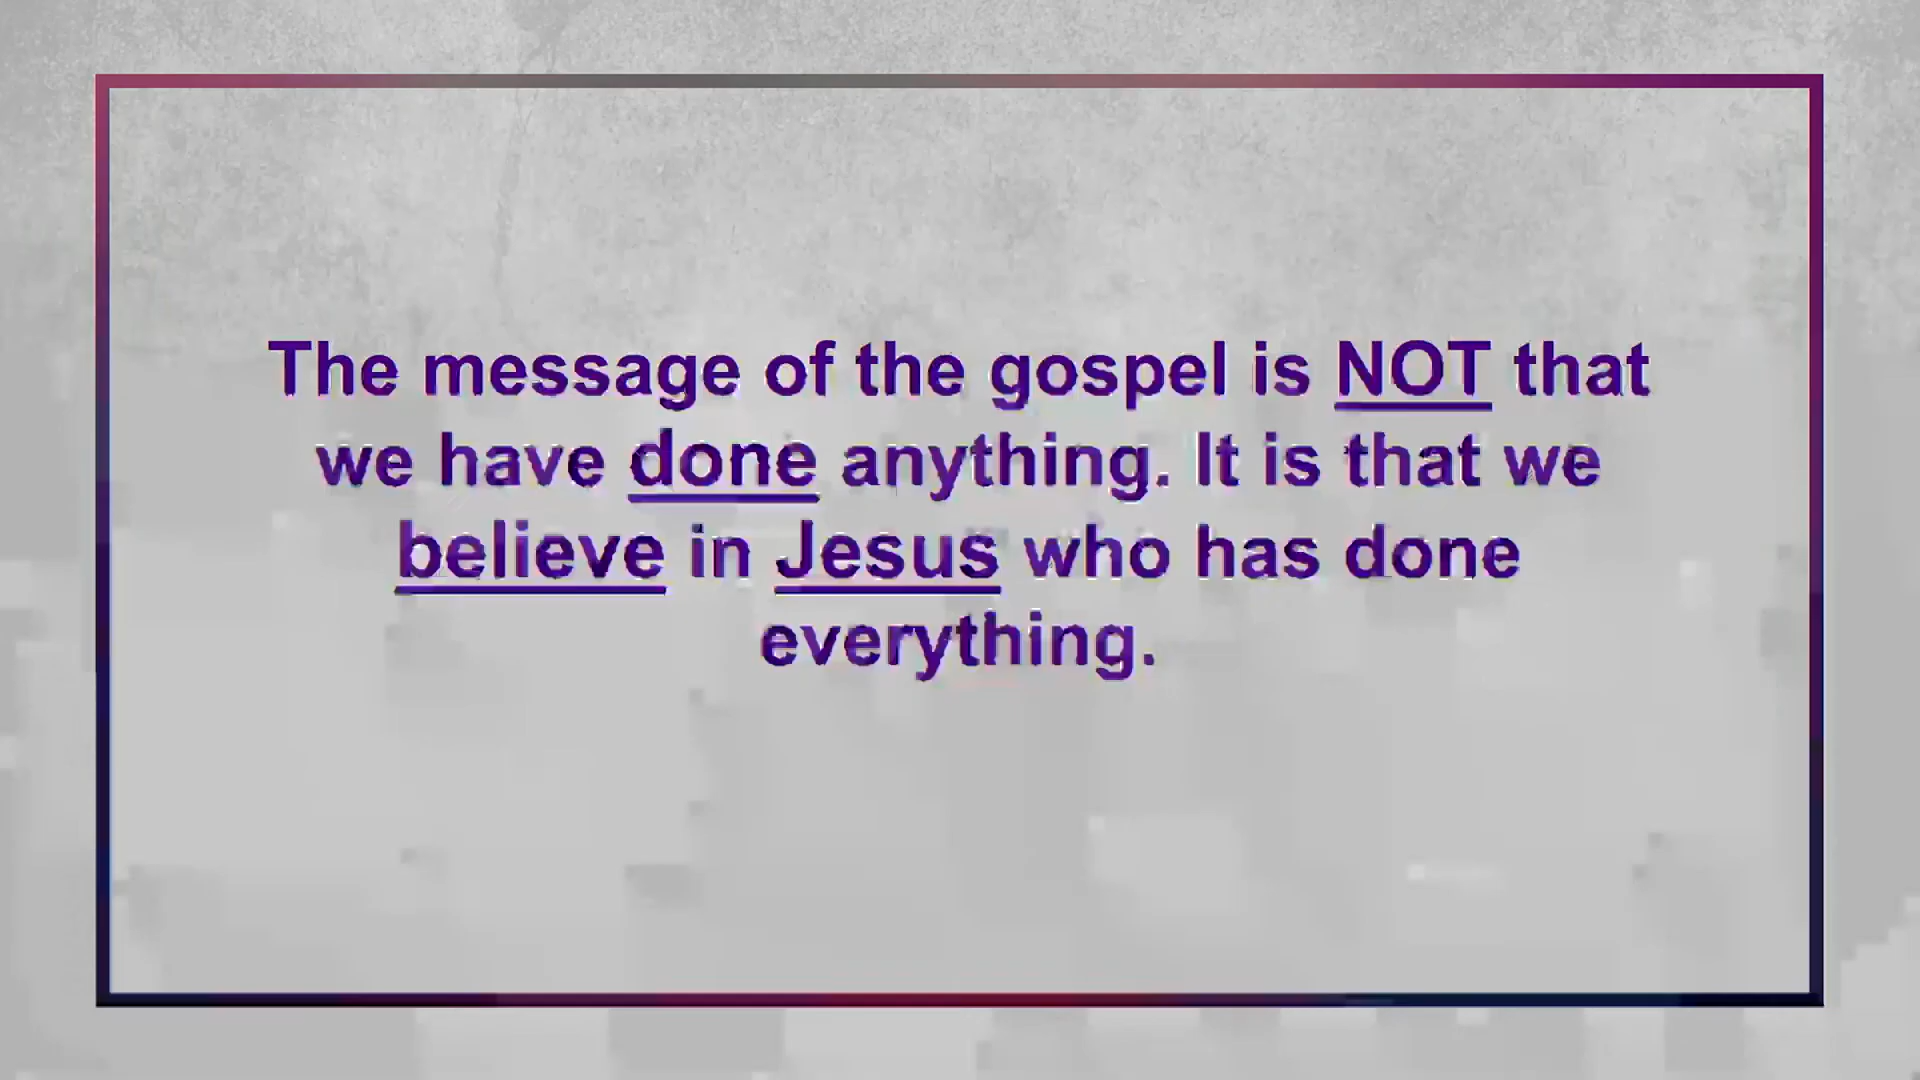 The message of the gospel is NOT that
we have done anything. It is that we
believe in Jesus who has done
everything.